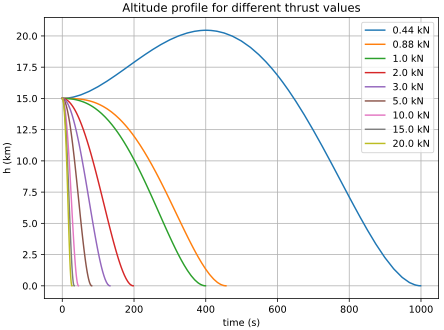 Altitude profile for different thrust values
20.0
17.5
15.0
12.5
10.0
7.5
5.0
2.5
0.0
h (km)
0.44 kN
0.88 kN
1.0 kN
2.0 kN
3.0 kN
5.0 kN
10.0 kN
15.0 kN
20.0 kN
0 200 400 600 800 1000
time (s)